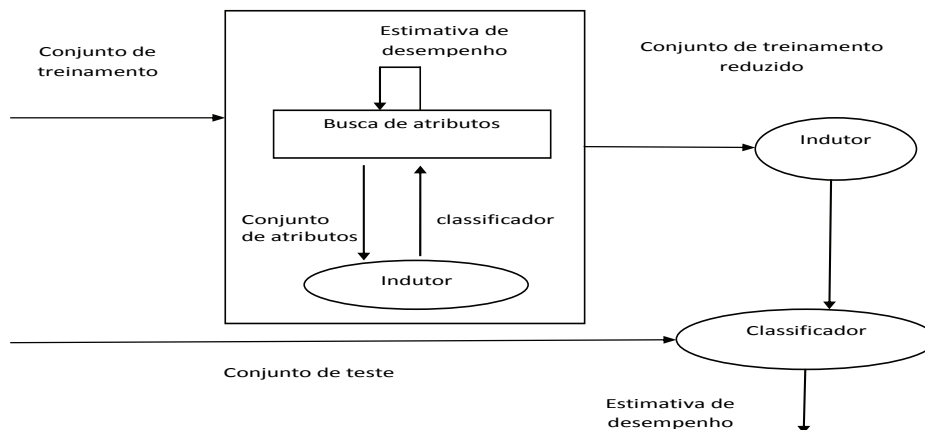 Conjunto de
treinamento
Estimativa de
desempenho
Busca de atributos
Conjunto
de atributos
classificador
Indutor
Conjunto de treinamento
reduzido
Indutor
Classificador
Conjunto de teste
Estimativa de
desempenho